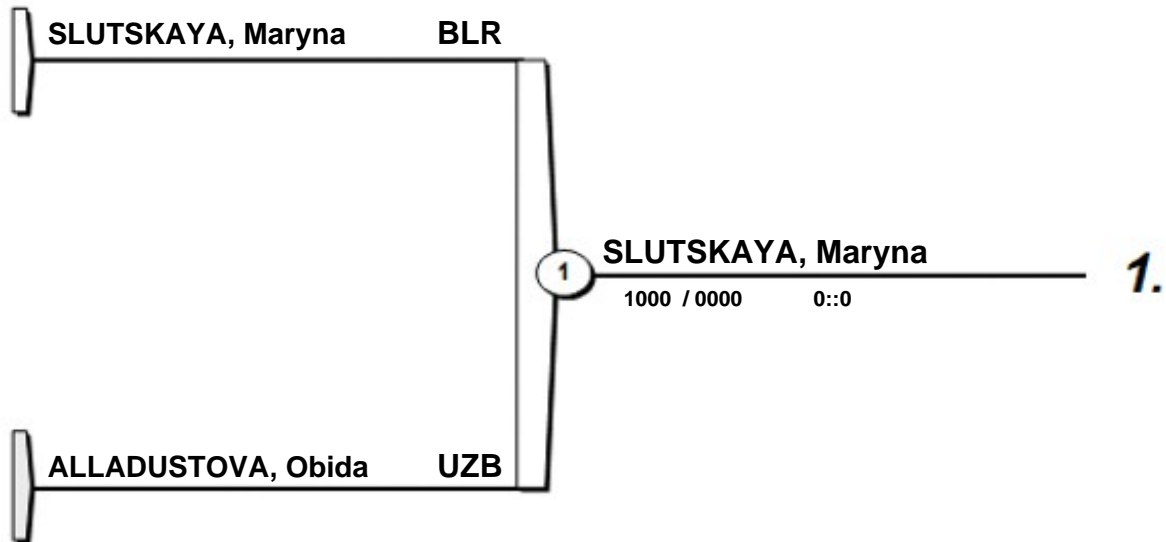 SLUTSKAYA, Maryna BLR
1 SLUTSKAYA, Maryna 1.
1000 / 0000 0::0
ALLADUSTOVA, Obida UZB